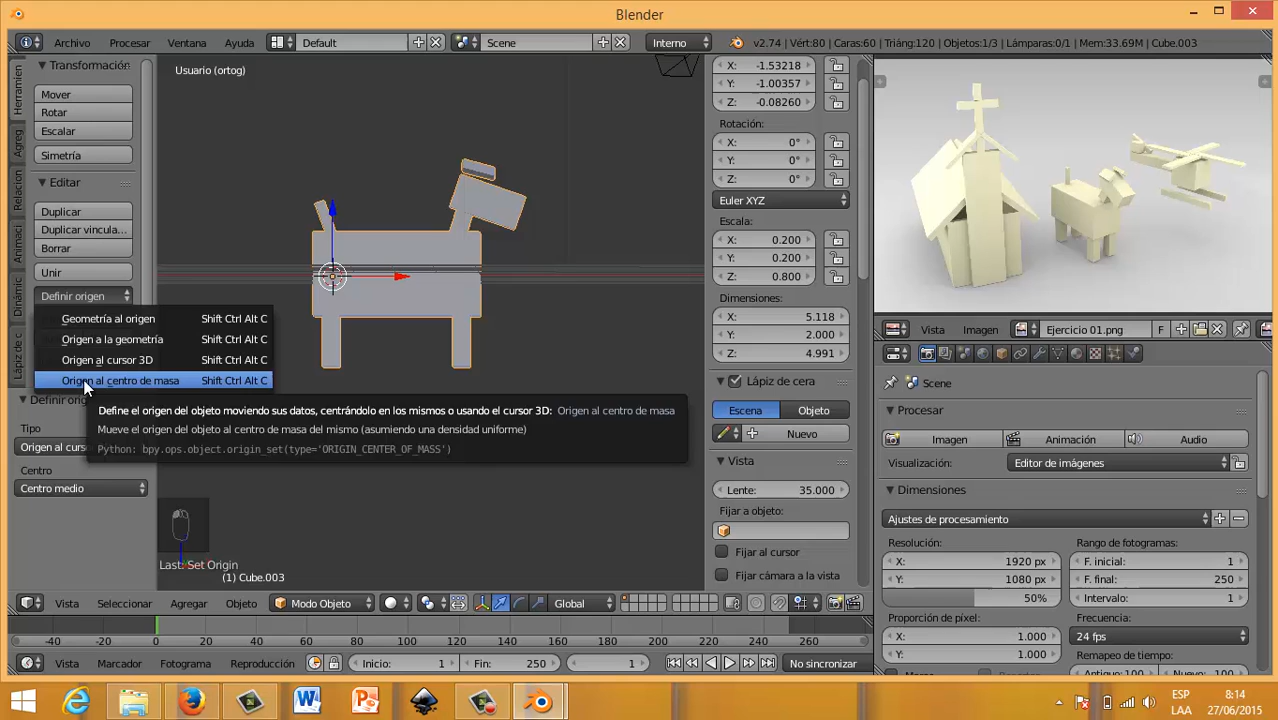 Blender
Archivo Procesar Ventana Ayuda Default Scene Interno v2.74 | Vért:80 | Caras:60 | Triáng:120 | Objetos:1/3 | Lámparas:0/1 | Mem:33.69M | Cube.003
Transformación
Mover
Rotar
Escalar
Simetría
Editar
Duplicar
Duplicar vincula...
Borrar
Unir
Definir origen
Geometría al origen Shift Ctrl Alt C
Origen a la geometría Shift Ctrl Alt C
Origen al cursor 3D Shift Ctrl Alt C
Origen al centro de masa Shift Ctrl Alt C
Define el origen del objeto moviendo sus datos, centrándolo en los mismos o usando el cursor 3D: Origen al centro de masa
Mueve el origen del objeto al centro de masa del mismo (asumiendo una densidad uniforme)
Python: bpy.ops.object.origin_set(type='ORIGIN_CENTER_OF_MASS')
Tipo
Origen al curs
Centro
Centro medio
Herramien
Agreg
Relacion
Animaci
Dinámic
Lápiz de c
Usuario (ortog)
Last: Set Origin
(1) Cube.003
X: -1.53218
Y: -1.00357
Z: -0.08260
Rotación:
X: 0°
Y: 0°
Z: 0°
Euler XYZ
Escala:
X: 0.200
Y: 0.200
Z: 0.800
Dimensiones:
X: 5.118
Y: 2.000
Z: 4.991
Lápiz de cera
Escena Objeto
Nuevo
Vista
Lente: 35.000
Fijar a objeto:
Fijar al cursor
Fijar cámara a la vista
Vista Imagen Ejercicio 01.png F
Scene
Procesar
Imagen Animación Audio
Visualización: Editor de imágenes
Dimensiones
Ajustes de procesamiento
Resolución: Rango de fotogramas:
X: 1920 px F. inicial: 1
Y: 1080 px F. final: 250
50% Intervalo: 1
Proporción de píxel: Frecuencia:
X: 1.000 24 fps
Y: 1.000 Remapeo de tiempo:
Vista Seleccionar Agregar Objeto Modo Objeto Global
-40 -20 0 20 40 60 80 100 120 140 160 180 200 220 240 260
Vista Marcador Fotograma Reproducción Inicio: 1 Fin: 250 1 No sincronizar
ESP 8:14
LAA 27/06/2015